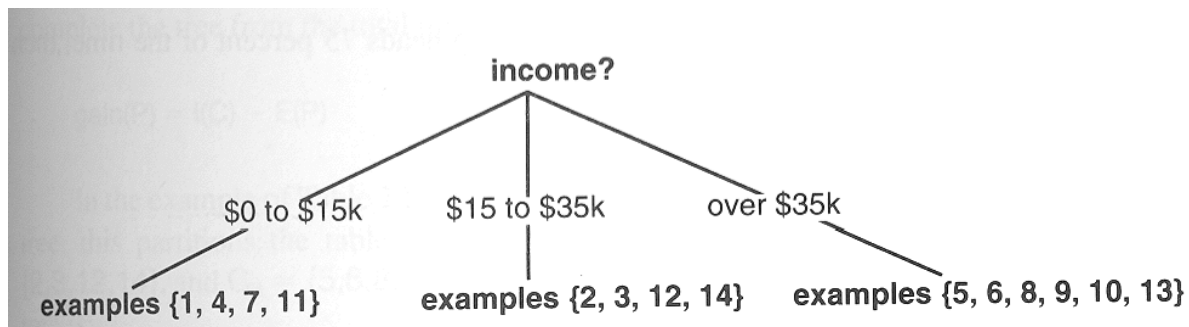 income?
$0 to $15k
$15 to $35k
over $35k
examples {1, 4, 7, 11}
examples {2, 3, 12, 14}
examples {5, 6, 8, 9, 10, 13}